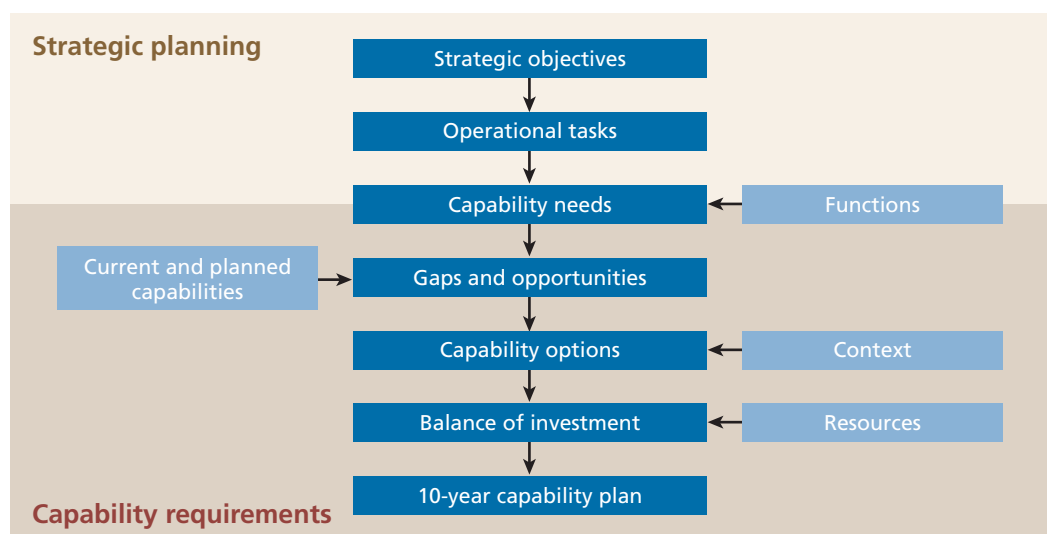 Strategic planning
Strategic objectives
Operational tasks
Capability needs
Functions
Current and planned
capabilities
Gaps and opportunities
Capability options
Context
Balance of investment
Resources
10-year capability plan
Capability requirements